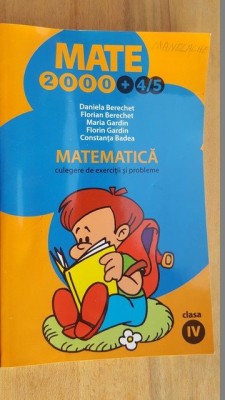 MATE
2000 + 4/5
Daniela Berechet
Florian Berechet
Maria Gardin
Florin Gardin
Constanța Badea
MATEMATICĂ
culegere de exerciții și probleme
clasa
IV